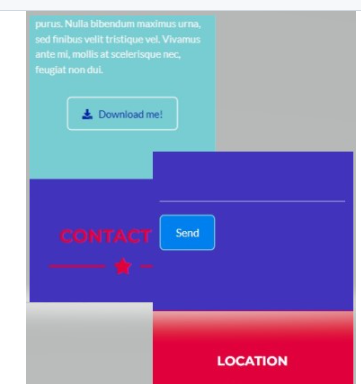 purus. Nulla bibendum maximus urna,
sed finibus velit tristique vel. Vivamus
ante mi, mollis at scelerisque nec,
feugiat non dui.
Download me!
CONTACT
Send
LOCATION